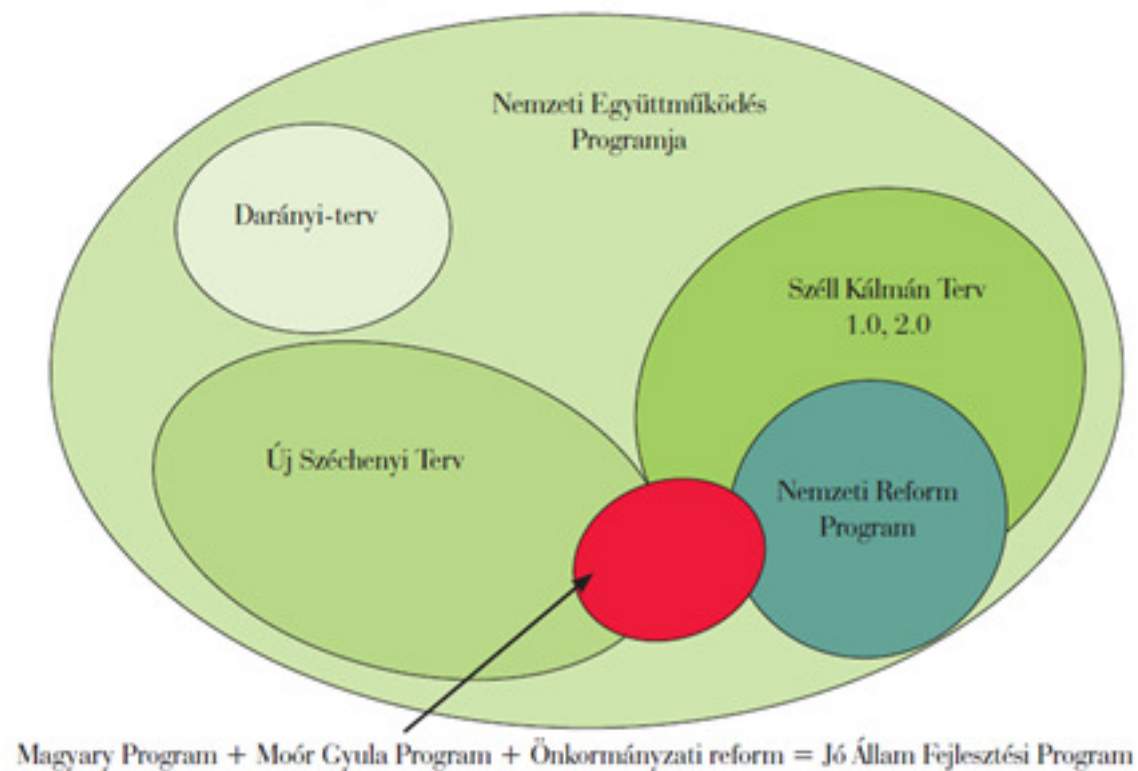 Nemzeti Együttműködés
Programja
Darányi-terv
Széll Kálmán Terv
1.0, 2.0
Új Széchenyi Terv
Nemzeti Reform
Program
Magyary Program + Moór Gyula Program + Önkormányzati reform = Jó Állam Fejlesztési Program